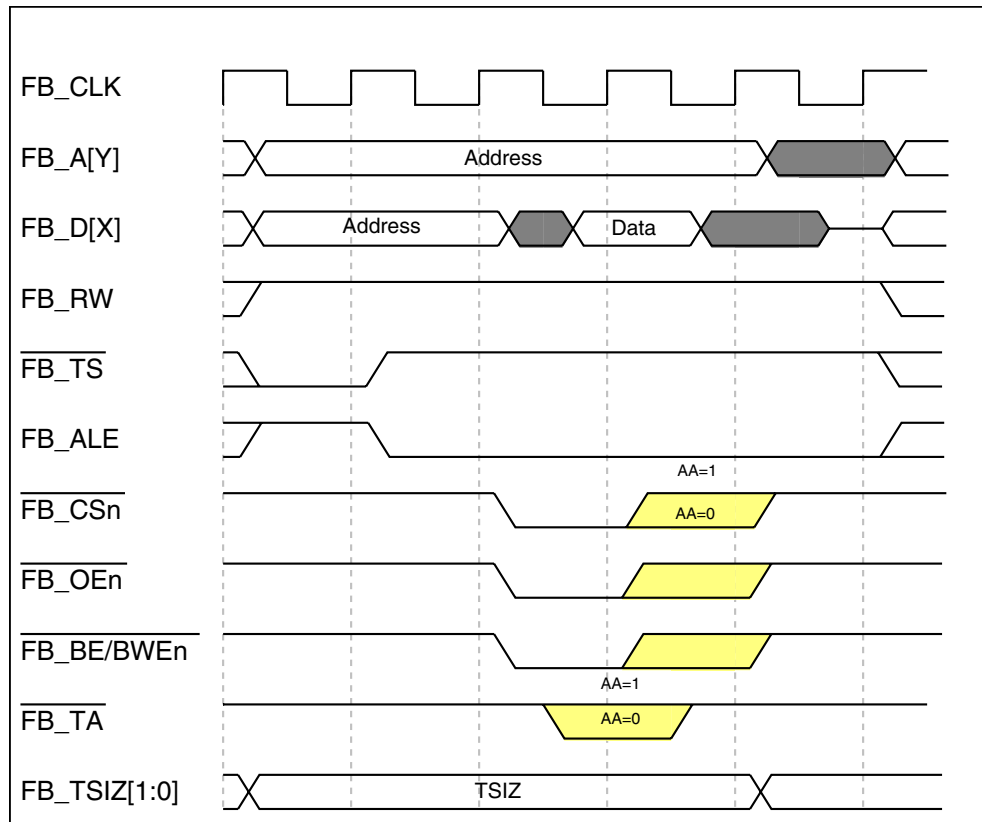 FB_CLK
FB_A[Y]
Address
FB_D[X]
Address
Data
FB_RW
FB_TS
FB_ALE
AA=1
FB_CSn
AA=0
FB_OEn
FB_BE/BWEn
AA=1
FB_TA
AA=0
FB_TSIZ[1:0]
TSIZ